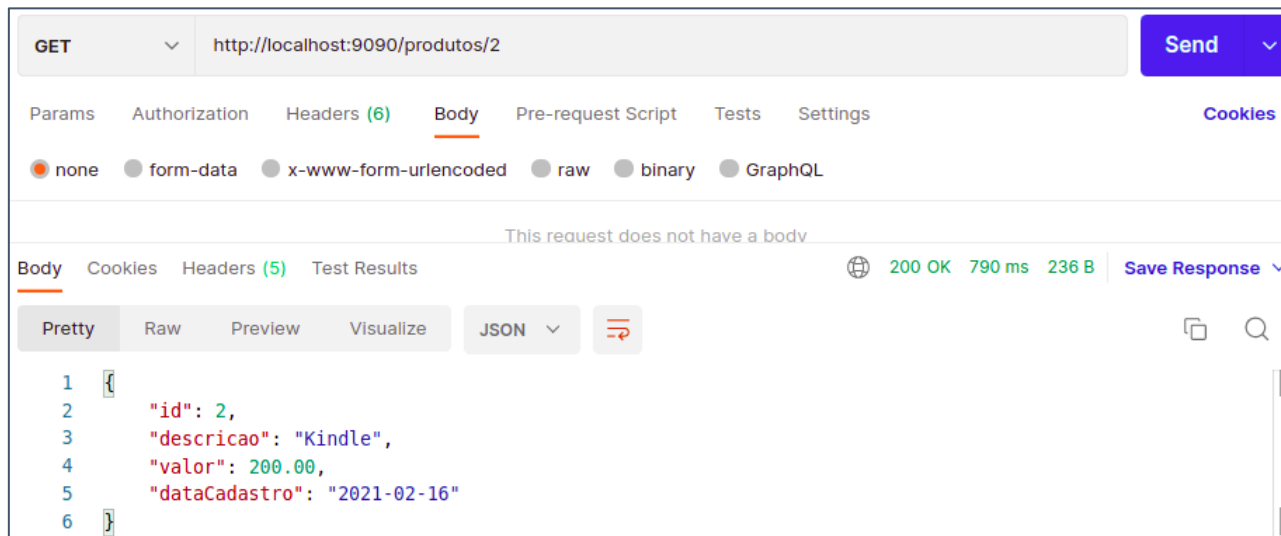 GET http://localhost:9090/produtos/2 Send
Params Authorization Headers (6) Body Pre-request Script Tests Settings Cookies
none form-data x-www-form-urlencoded raw binary GraphQL
This request does not have a body
Body Cookies Headers (5) Test Results 200 OK 790 ms 236 B Save Response
Pretty Raw Preview Visualize JSON
1 {
2 "id": 2,
3 "descricao": "Kindle",
4 "valor": 200.00,
5 "dataCadastro": "2021-02-16"
6 }